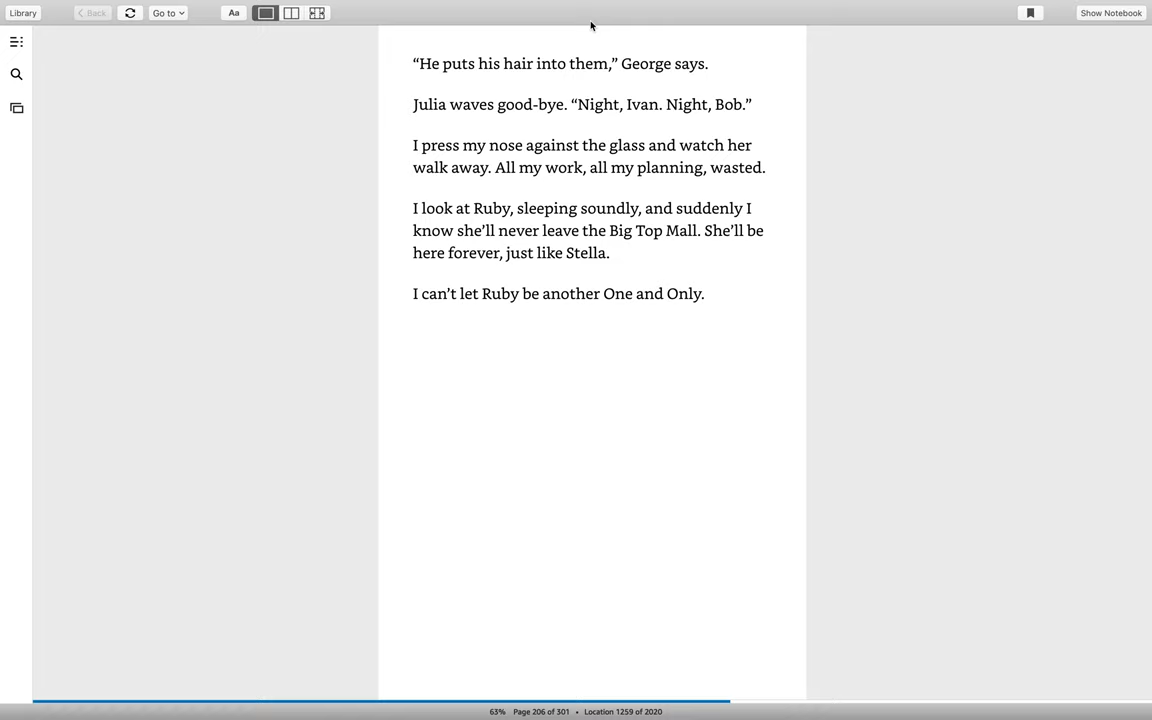 Library
Back
Go to
Aa
Show Notebook
“He puts his hair into them,” George says.
Julia waves good-bye. “Night, Ivan. Night, Bob.”
I press my nose against the glass and watch her
walk away. All my work, all my planning, wasted.
I look at Ruby, sleeping soundly, and suddenly I
know she’ll never leave the Big Top Mall. She’ll be
here forever, just like Stella.
I can’t let Ruby be another One and Only.
63% Page 206 of 301 • Location 1259 of 2020